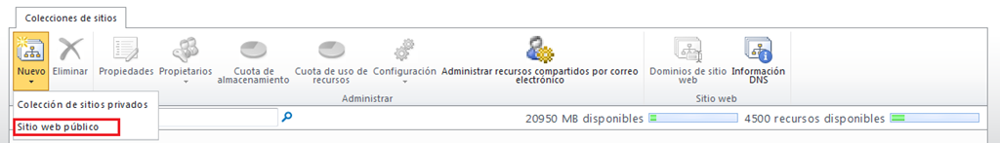 Colecciones de sitios
Nuevo
Eliminar
Propiedades
Propietarios
Cuota de
almacenamiento
Cuota de uso de
recursos
Configuración
Administrar recursos compartidos por correo
electrónico
Dominios de sitio
web
Información
DNS
Administrar
Sitio web
Colección de sitios privados
Sitio web público
20950 MB disponibles
4500 recursos disponibles